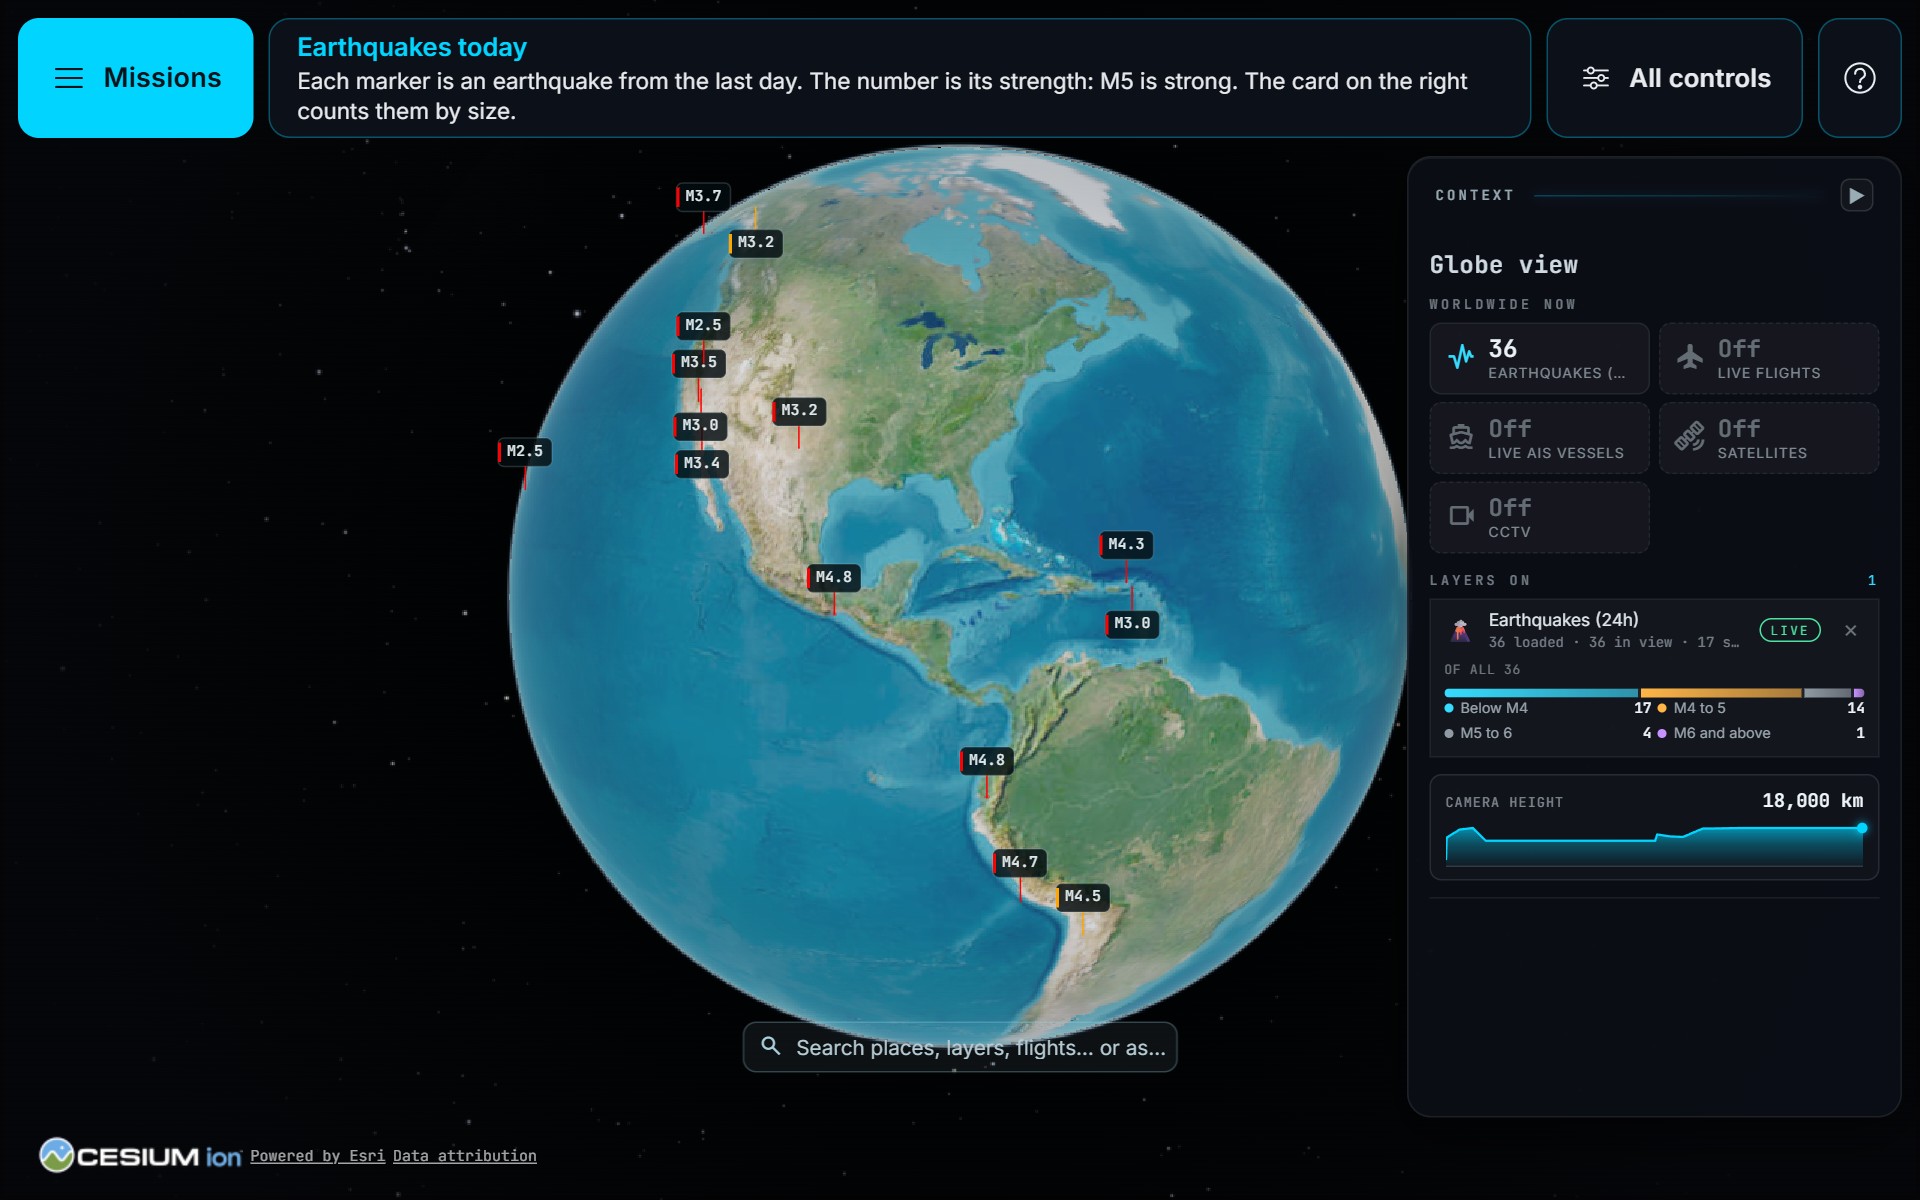 Missions
Earthquakes today
Each marker is an earthquake from the last day. The number is its strength: M5 is strong. The card on the right
counts them by size.
All controls
CONTEXT
Globe view
WORLDWIDE NOW
36
EARTHQUAKES (...
Off
LIVE FLIGHTS
Off
LIVE AIS VESSELS
Off
SATELLITES
Off
CCTV
LAYERS ON 1
Earthquakes (24h)
36 loaded · 36 in view · 17 s...
LIVE
OF ALL 36
Below M4 17
M4 to 5 14
M5 to 6 4
M6 and above 1
CAMERA HEIGHT 18,000 km
M3.7
M3.2
M2.5
M3.5
M3.2
M3.0
M2.5
M3.4
M4.3
M4.8
M3.0
M4.8
M4.7
M4.5
Search places, layers, flights... or as...
CESIUM ion Powered by Esri Data attribution